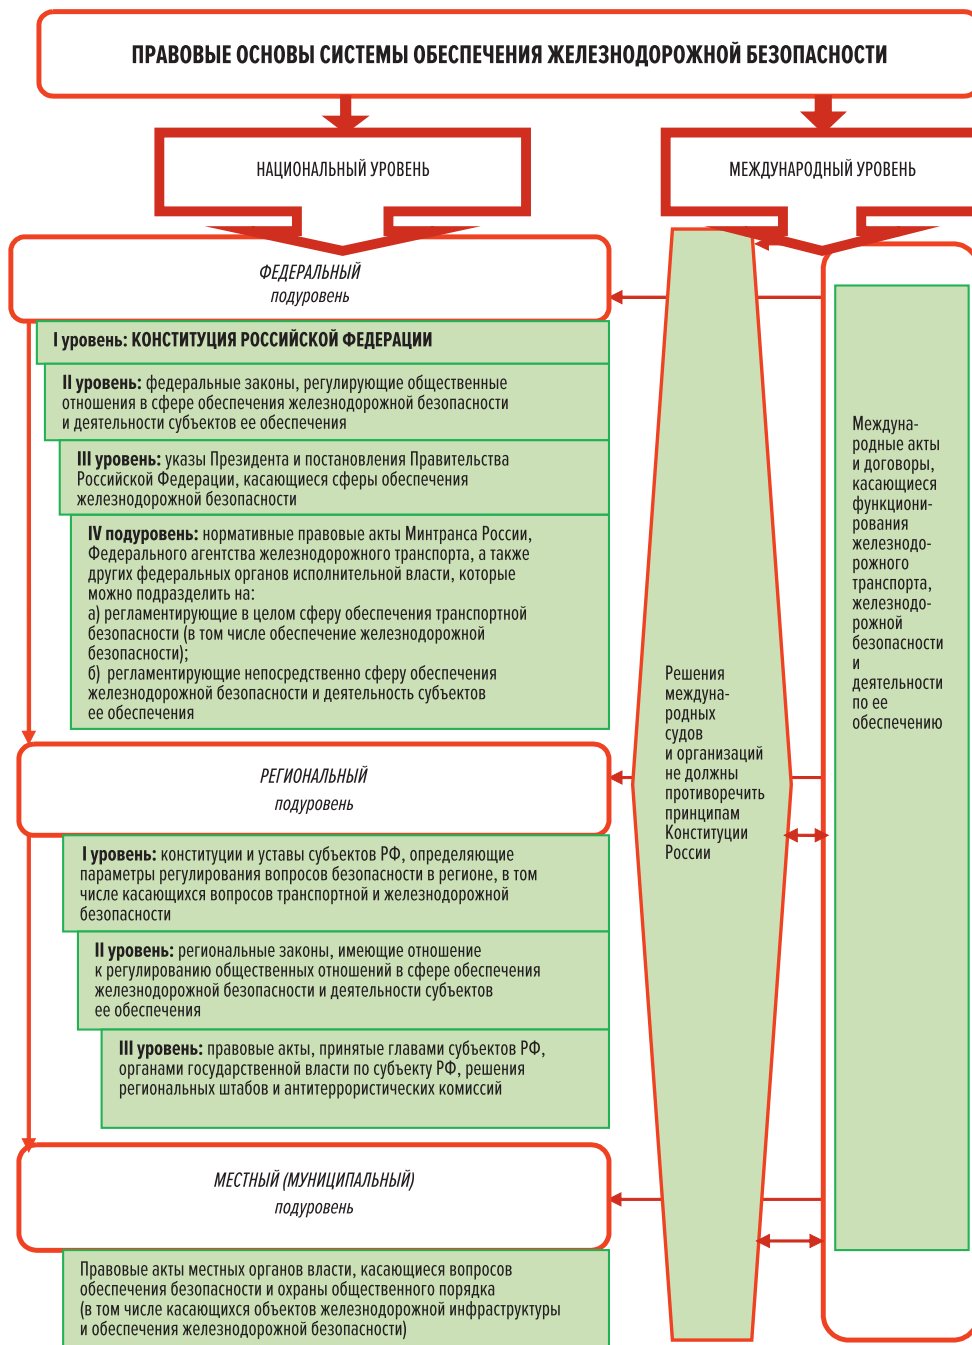 ПРАВОВЫЕ ОСНОВЫ СИСТЕМЫ ОБЕСПЕЧЕНИЯ ЖЕЛЕЗНОДОРОЖНОЙ БЕЗОПАСНОСТИ
НАЦИОНАЛЬНЫЙ УРОВЕНЬ
МЕЖДУНАРОДНЫЙ УРОВЕНЬ
ФЕДЕРАЛЬНЫЙ
подуровень
I уровень: КОНСТИТУЦИЯ РОССИЙСКОЙ ФЕДЕРАЦИИ
II уровень: федеральные законы, регулирующие общественные
отношения в сфере обеспечения железнодорожной безопасности
и деятельности субъектов ее обеспечения
III уровень: указы Президента и постановления Правительства
Российской Федерации, касающиеся сферы обеспечения
железнодорожной безопасности
IV подуровень: нормативные правовые акты Минтранса России,
Федерального агентства железнодорожного транспорта, а также
других федеральных органов исполнительной власти, которые
можно подразделить на:
а) регламентирующие в целом сферу обеспечения транспортной
безопасности (в том числе обеспечение железнодорожной
безопасности);
б) регламентирующие непосредственно сферу обеспечения
железнодорожной безопасности и деятельность субъектов
ее обеспечения
РЕГИОНАЛЬНЫЙ
подуровень
I уровень: конституции и уставы субъектов РФ, определяющие
параметры регулирования вопросов безопасности в регионе, в том
числе касающихся вопросов транспортной и железнодорожной
безопасности
II уровень: региональные законы, имеющие отношение
к регулированию общественных отношений в сфере обеспечения
железнодорожной безопасности и деятельности субъектов
ее обеспечения
III уровень: правовые акты, принятые главами субъектов РФ,
органами государственной власти по субъекту РФ, решения
региональных штабов и антитеррористических комиссий
МЕСТНЫЙ (МУНИЦИПАЛЬНЫЙ)
подуровень
Правовые акты местных органов власти, касающиеся вопросов
обеспечения безопасности и охраны общественного порядка
(в том числе касающихся объектов железнодорожной инфраструктуры
и обеспечения железнодорожной безопасности)
Решения
междуна-
родных
судов
и организаций
не должны
противоречить
принципам
Конституции
России
Междуна-
родные акты
и договоры,
касающиеся
функциони-
рования
железнодо-
рожного
транспорта,
железнодо-
рожной
безопасности
и
деятельности
по ее
обеспечению